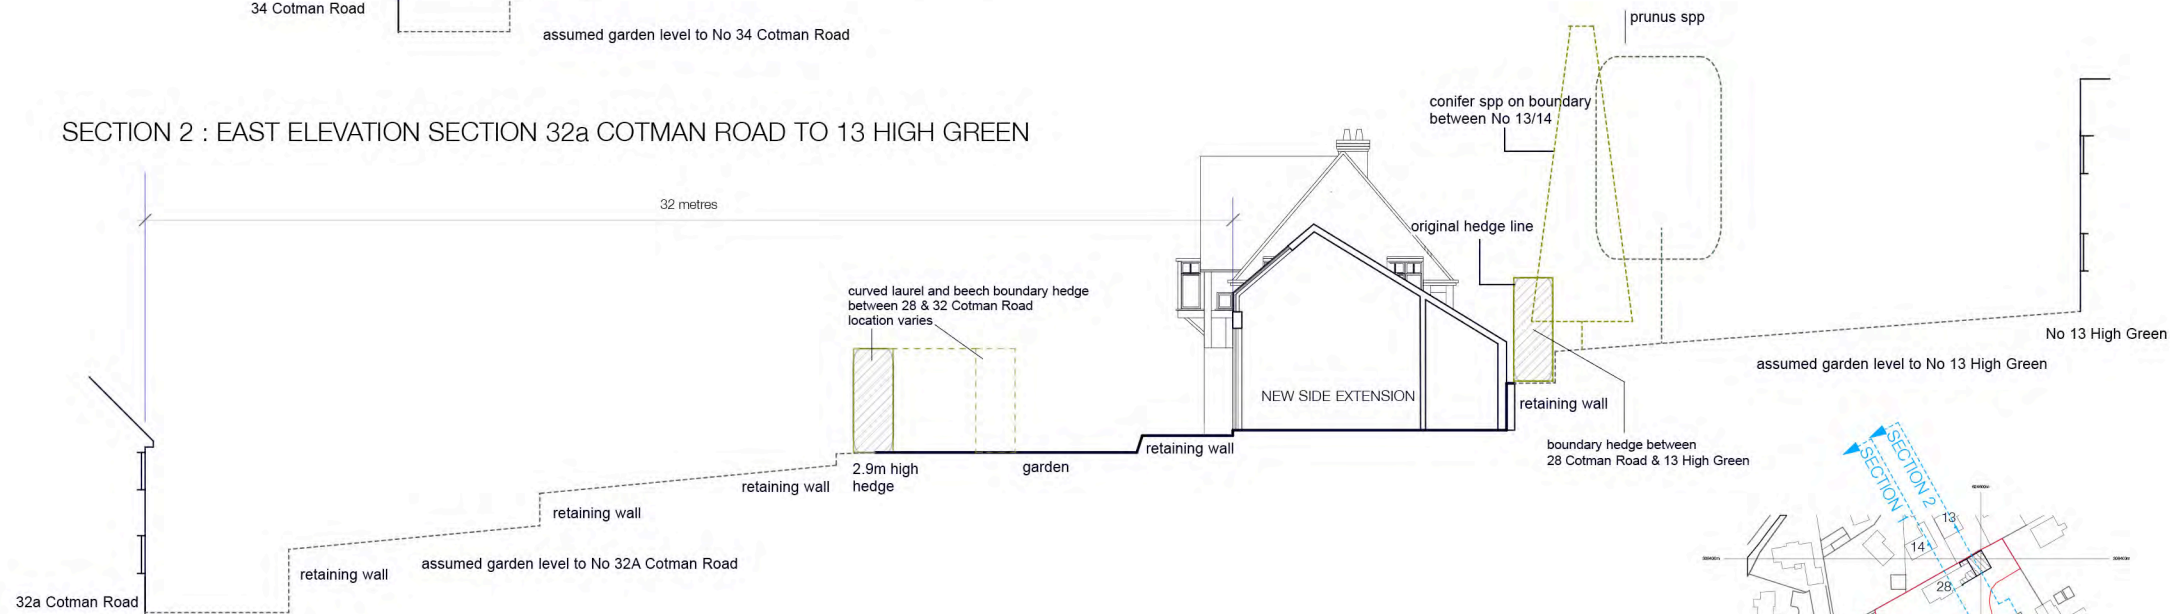 34 Cotman Road
assumed garden level to No 34 Cotman Road
prunus spp
SECTION 2 : EAST ELEVATION SECTION 32a COTMAN ROAD TO 13 HIGH GREEN
conifer spp on boundary
between No 13/14
32 metres
original hedge line
curved laurel and beech boundary hedge
between 28 & 32 Cotman Road
location varies
No 13 High Green
assumed garden level to No 13 High Green
NEW SIDE EXTENSION
retaining wall
boundary hedge between
28 Cotman Road & 13 High Green
retaining wall
garden
2.9m high
hedge
retaining wall
retaining wall
assumed garden level to No 32A Cotman Road
retaining wall
32a Cotman Road
SECTION 2
SECTION 1
13
14
28